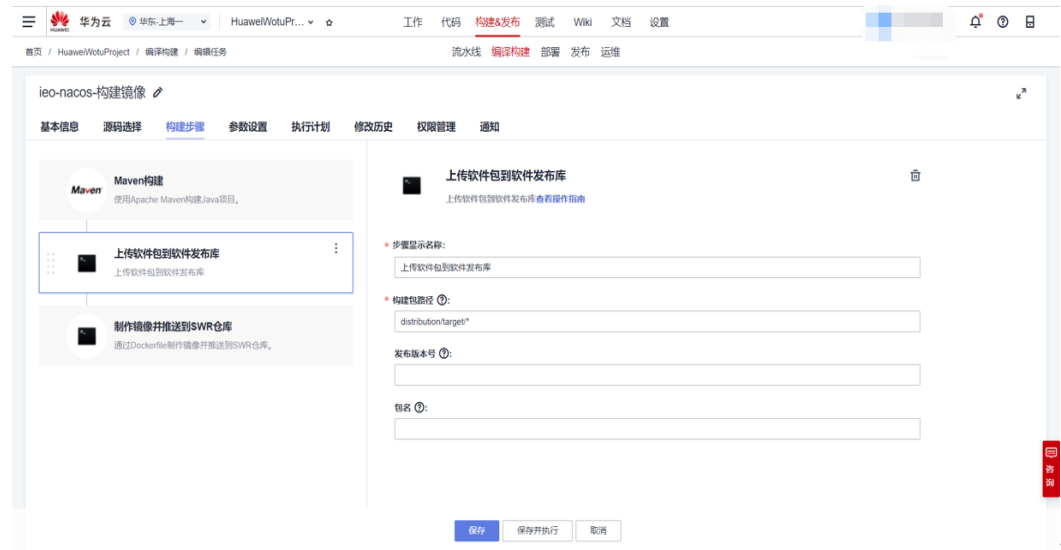 HUAWEI 华为云 华东-上海一 HuaweiWotuPr... 工作 代码 构建&发布 测试 Wiki 文档 设置
首页 / HuaweiWotuProject / 编译构建 / 编辑任务 流水线 编译构建 部署 发布 运维
ieo-nacos-构建镜像
基本信息 源码选择 构建步骤 参数设置 执行计划 修改历史 权限管理 通知
Maven
Maven构建
使用Apache Maven构建Java项目。
上传软件包到软件发布库
上传软件包到软件发布库
制作镜像并推送到SWR仓库
通过Dockerfile制作镜像并推送到SWR仓库。
上传软件包到软件发布库
上传软件包到软件发布库查看操作指南
* 步骤显示名称:
上传软件包到软件发布库
* 构建包路径 ?:
distribution/target/*
发布版本号 ?:
包名 ?:
咨询
保存 保存并执行 取消